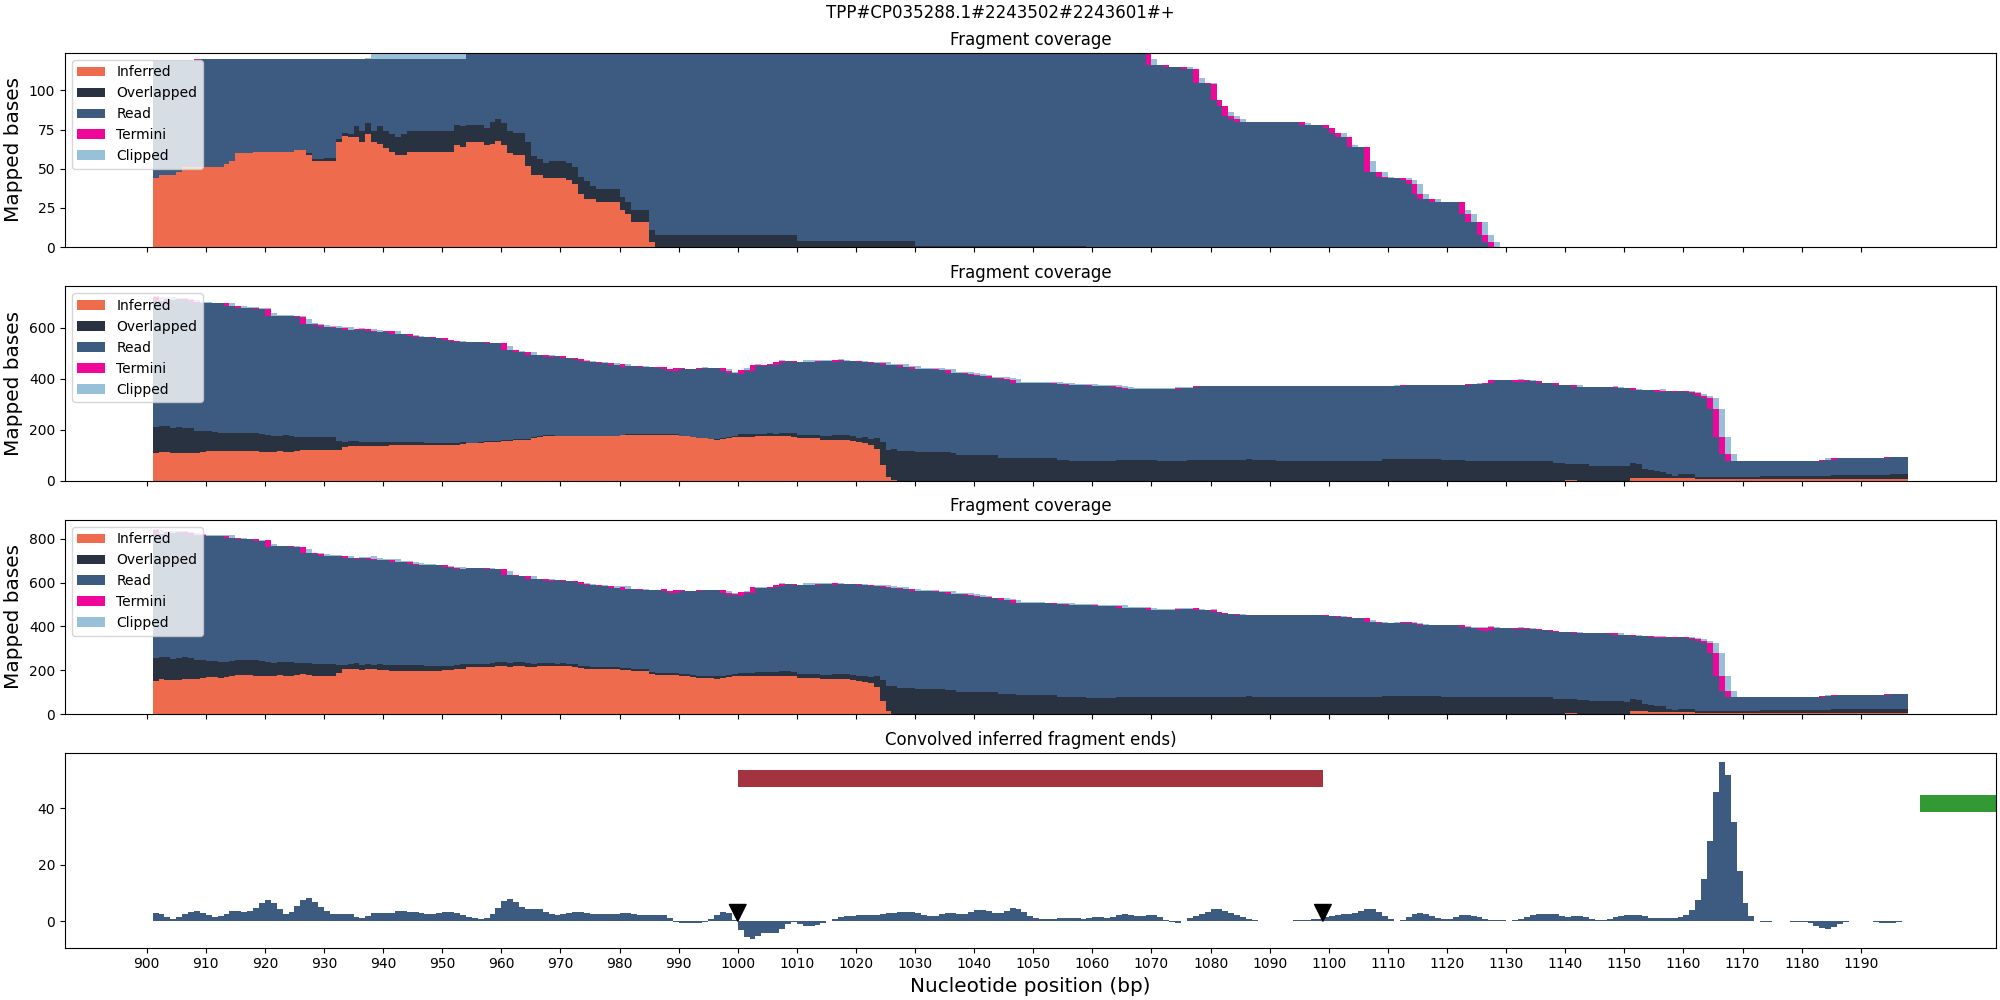 TPP#CP035288.1#2243502#2243601#+
Fragment coverage
Mapped bases
100
75
50
25
0
Inferred
Overlapped
Read
Termini
Clipped
Fragment coverage
Mapped bases
600
400
200
0
Inferred
Overlapped
Read
Termini
Clipped
Fragment coverage
Mapped bases
800
600
400
200
0
Inferred
Overlapped
Read
Termini
Clipped
Convolved inferred fragment ends)
40
20
0
900 910 920 930 940 950 960 970 980 990 1000 1010 1020 1030 1040 1050 1060 1070 1080 1090 1100 1110 1120 1130 1140 1150 1160 1170 1180 1190
Nucleotide position (bp)